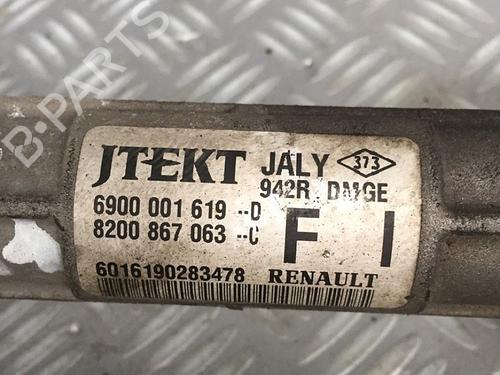 B-PARTS
JTEKT JALY 373
942R DMGE
6900 001 619 --D
8200 867 063 --C
F I
6016190283478 RENAULT